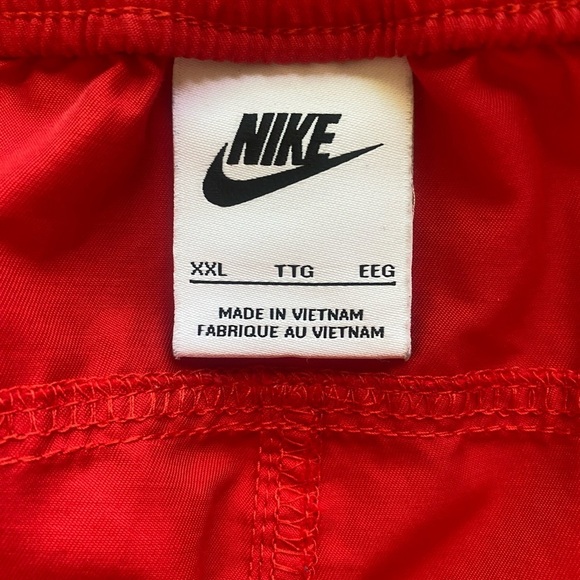 NIKE
XXL TTG EEG
MADE IN VIETNAM
FABRIQUE AU VIETNAM